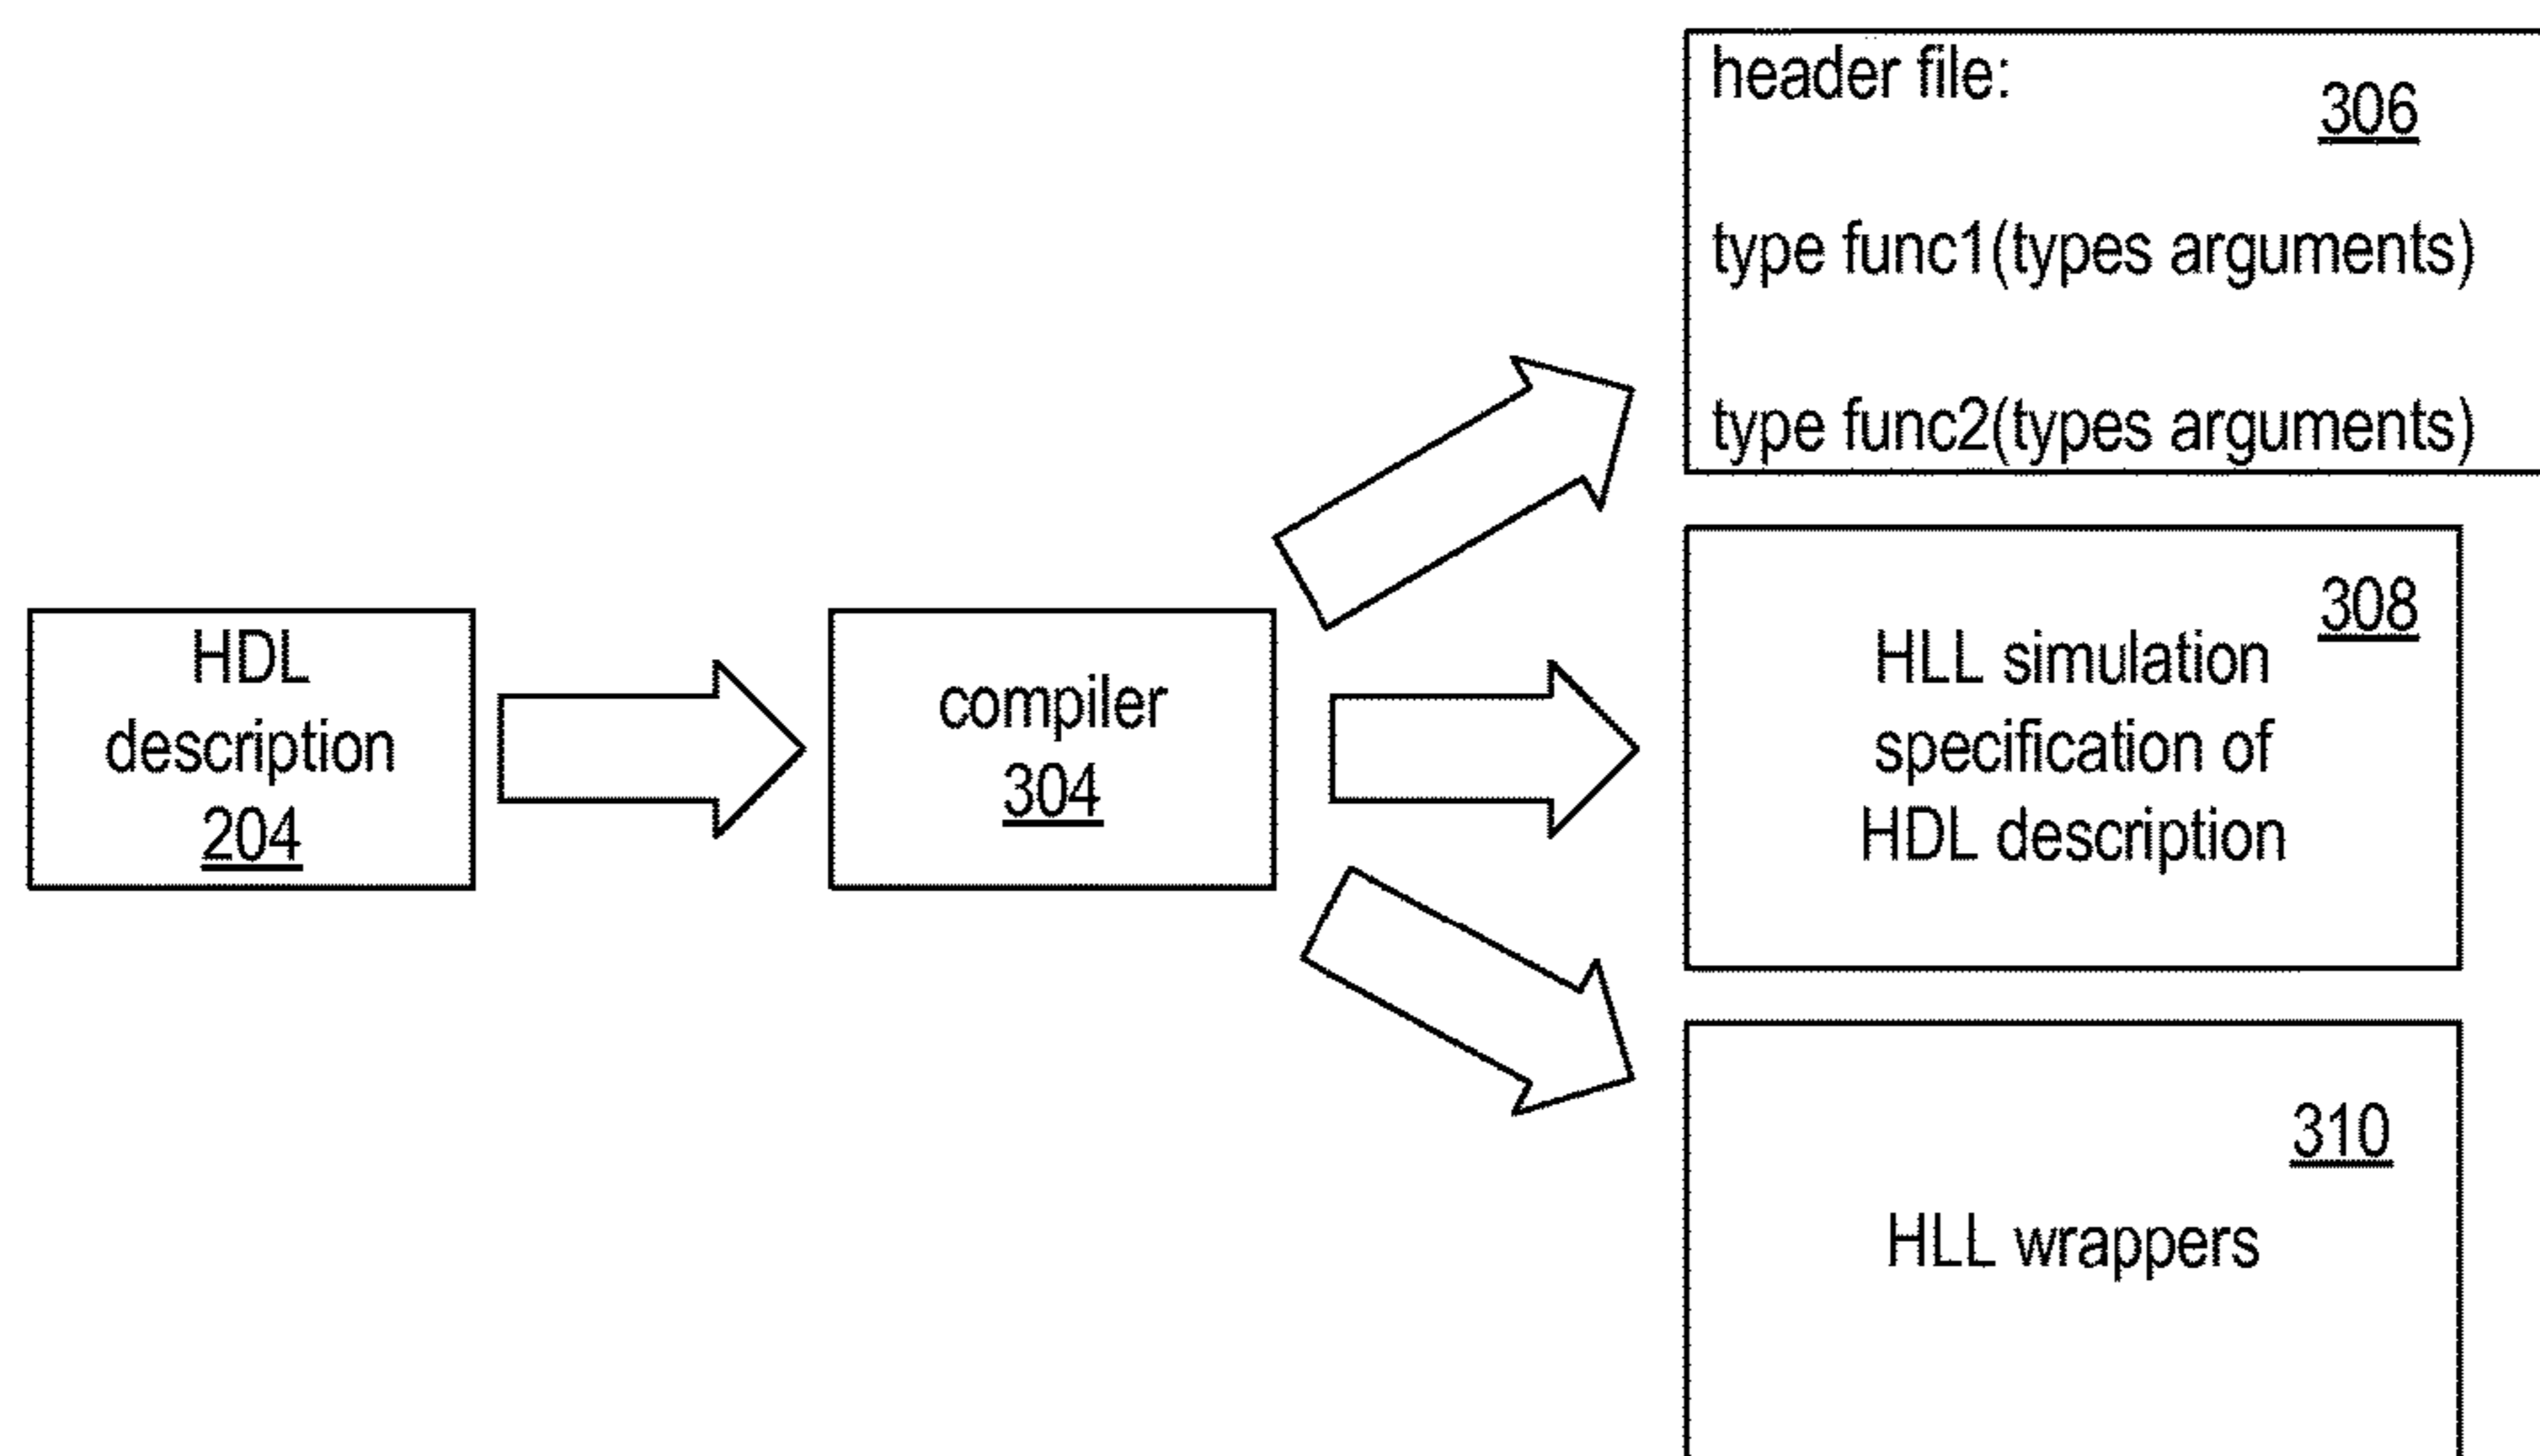 header file:
306
type func1(types arguments)
type func2(types arguments)
HDL
description
204
compiler
304
308
HLL simulation
specification of
HDL description
310
HLL wrappers